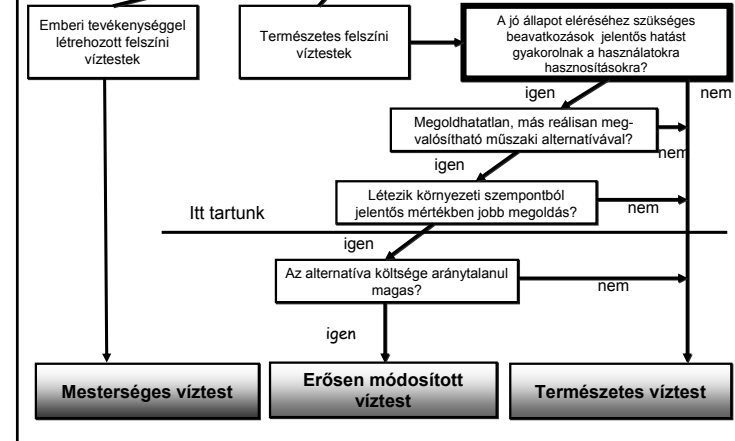 Emberi tevékenységgel
létrehozott felszíni
víztestek
Természetes felszíni
víztestek
A jó állapot eléréséhez szükséges
beavatkozások jelentős hatást
gyakorolnak a használatokra
hasznosításokra?
igen
nem
Megoldhatatlan, más reálisan meg-
valósítható műszaki alternatívával?
nem
igen
Létezik környezeti szempontból
jelentős mértékben jobb megoldás?
nem
Itt tartunk
igen
Az alternatíva költsége aránytalanul
magas?
nem
igen
Mesterséges víztest
Erősen módosított
víztest
Természetes víztest